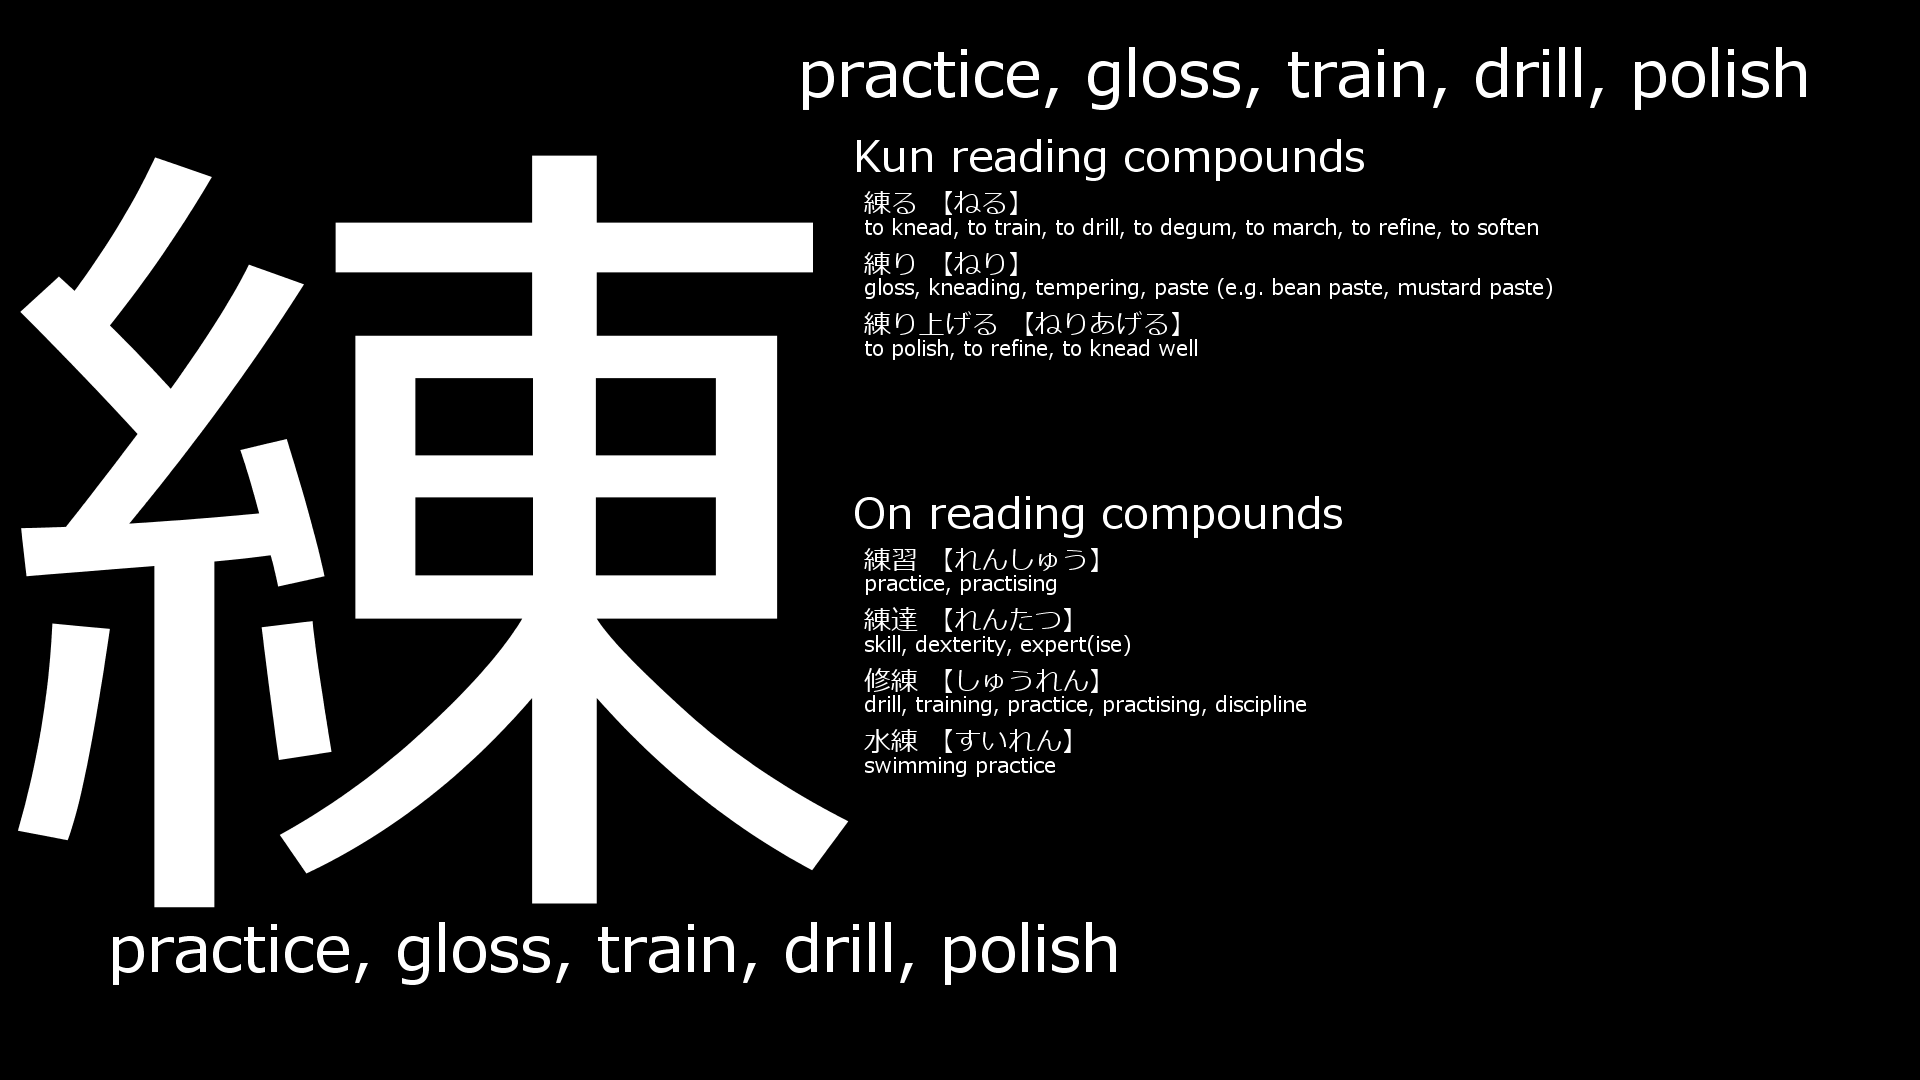 practice, gloss, train, drill, polish
練
Kun reading compounds
練る 【ねる】
to knead, to train, to drill, to degum, to march, to refine, to soften
練り 【ねり】
gloss, kneading, tempering, paste (e.g. bean paste, mustard paste)
練り上げる 【ねりあげる】
to polish, to refine, to knead well
On reading compounds
練習 【れんしゅう】
practice, practising
練達 【れんたつ】
skill, dexterity, expert(ise)
修練 【しゅうれん】
drill, training, practice, practising, discipline
水練 【すいれん】
swimming practice
practice, gloss, train, drill, polish